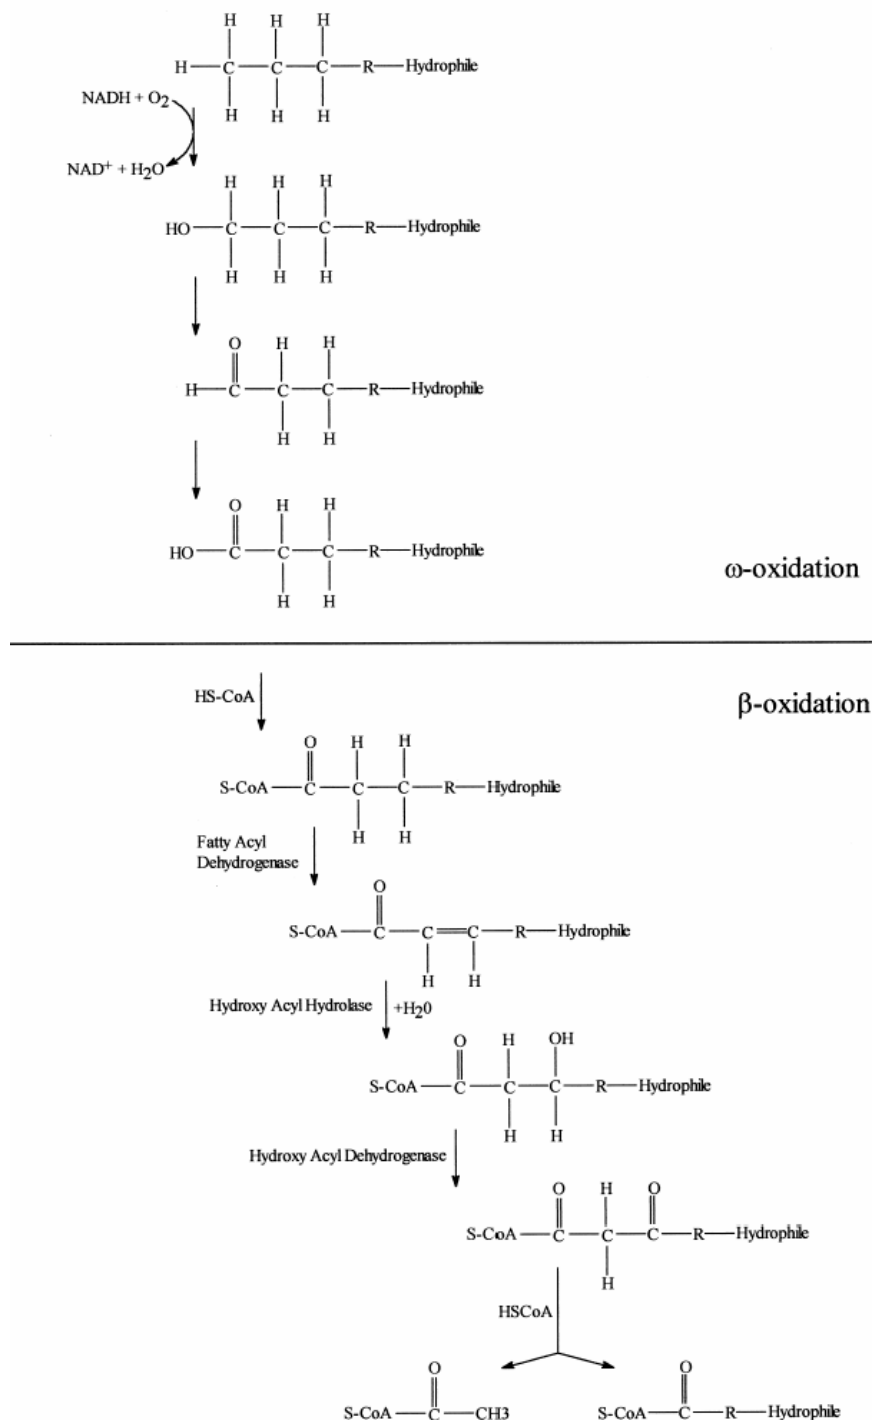 H H H
H—C—C—C—R—Hydrophile
NADH + O2
H H H
NAD+ + H2O
H H H
HO—C—C—C—R—Hydrophile
H H H
O H H
H—C—C—C—R—Hydrophile
H H
O H H
HO—C—C—C—R—Hydrophile
ω-oxidation
H H
HS-CoA
β-oxidation
O H H
S-CoA—C—C—C—R—Hydrophile
H H
Fatty Acyl
Dehydrogenase
O
S-CoA—C—C=C—R—Hydrophile
H H
Hydroxy Acyl Hydrolase +H20
O H OH
S-CoA—C—C—C—R—Hydrophile
H H
Hydroxy Acyl Dehydrogenase
O H O
S-CoA—C—C—C—R—Hydrophile
H
HSCoA
O O
S-CoA—C—CH3 S-CoA—C—R—Hydrophile